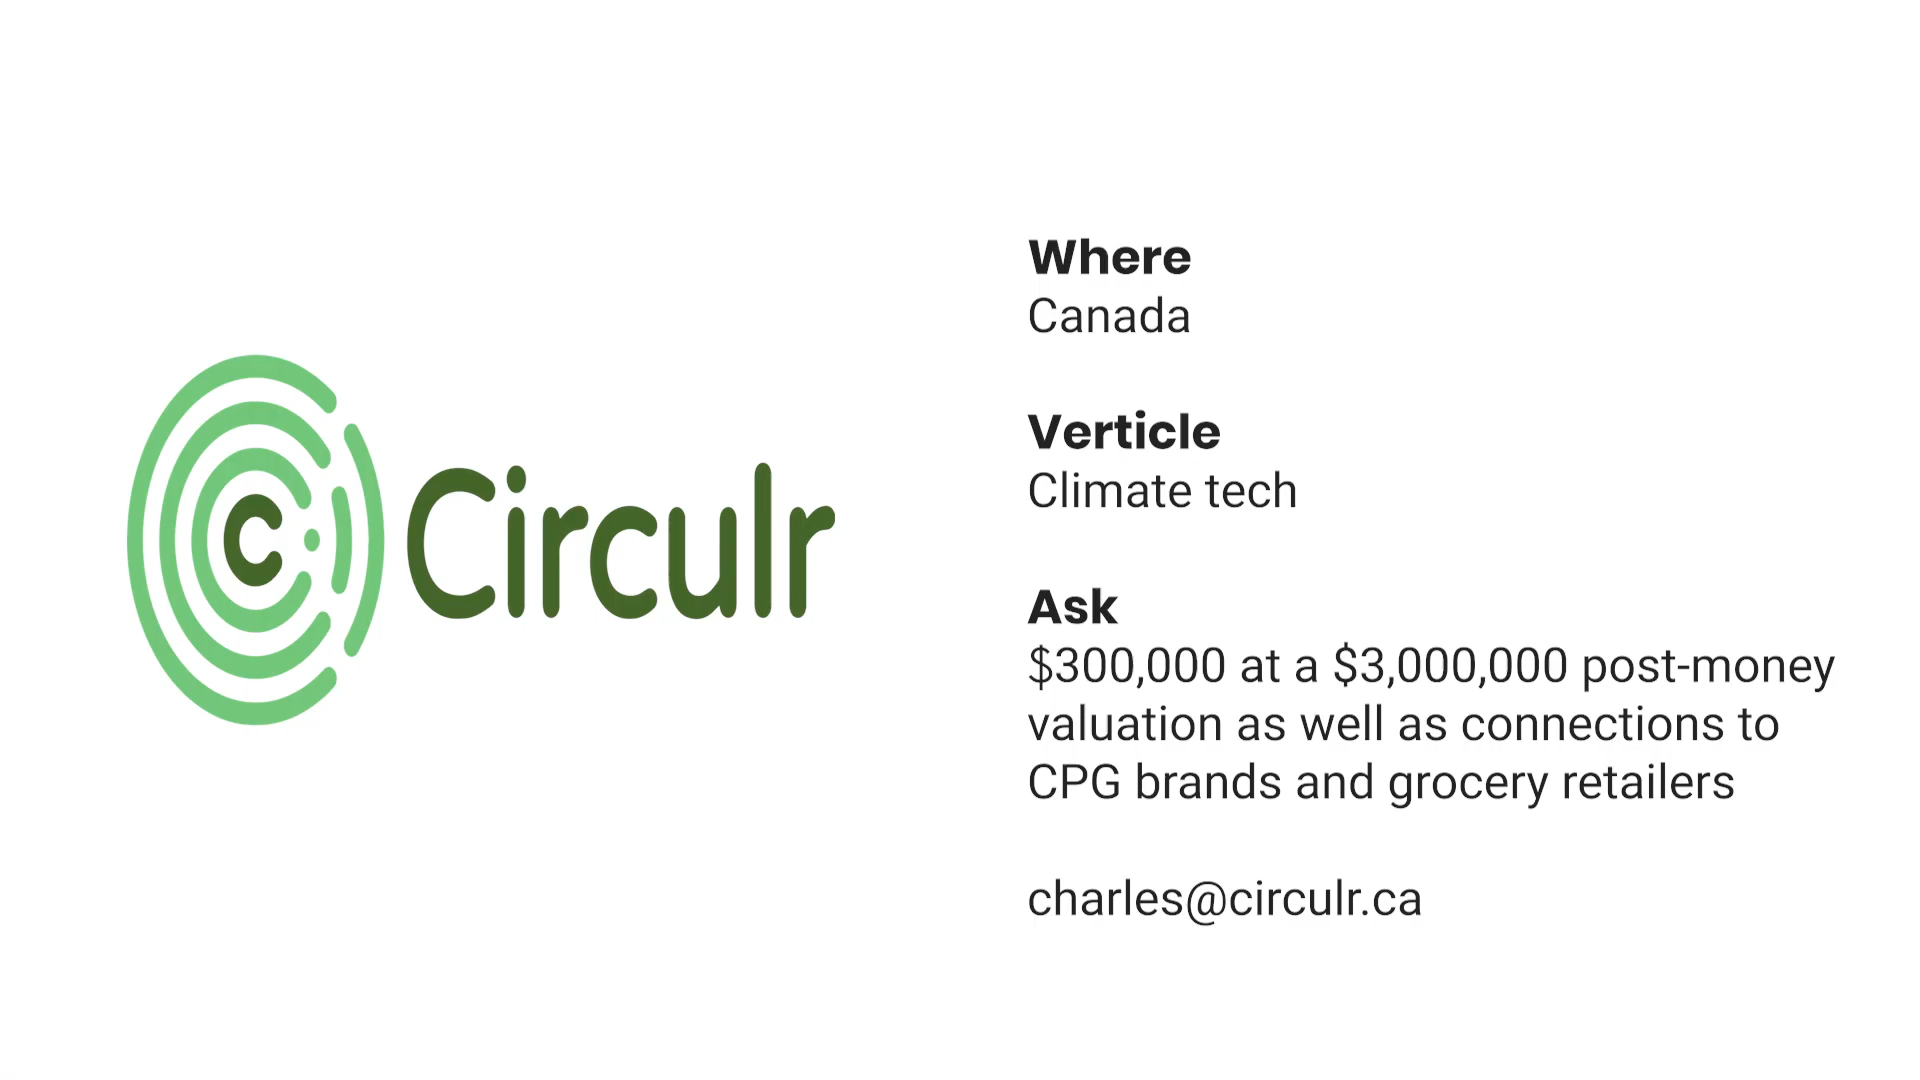 C Circulr
Where
Canada
Verticle
Climate tech
Ask
$300,000 at a $3,000,000 post-money
valuation as well as connections to
CPG brands and grocery retailers
charles@circulr.ca